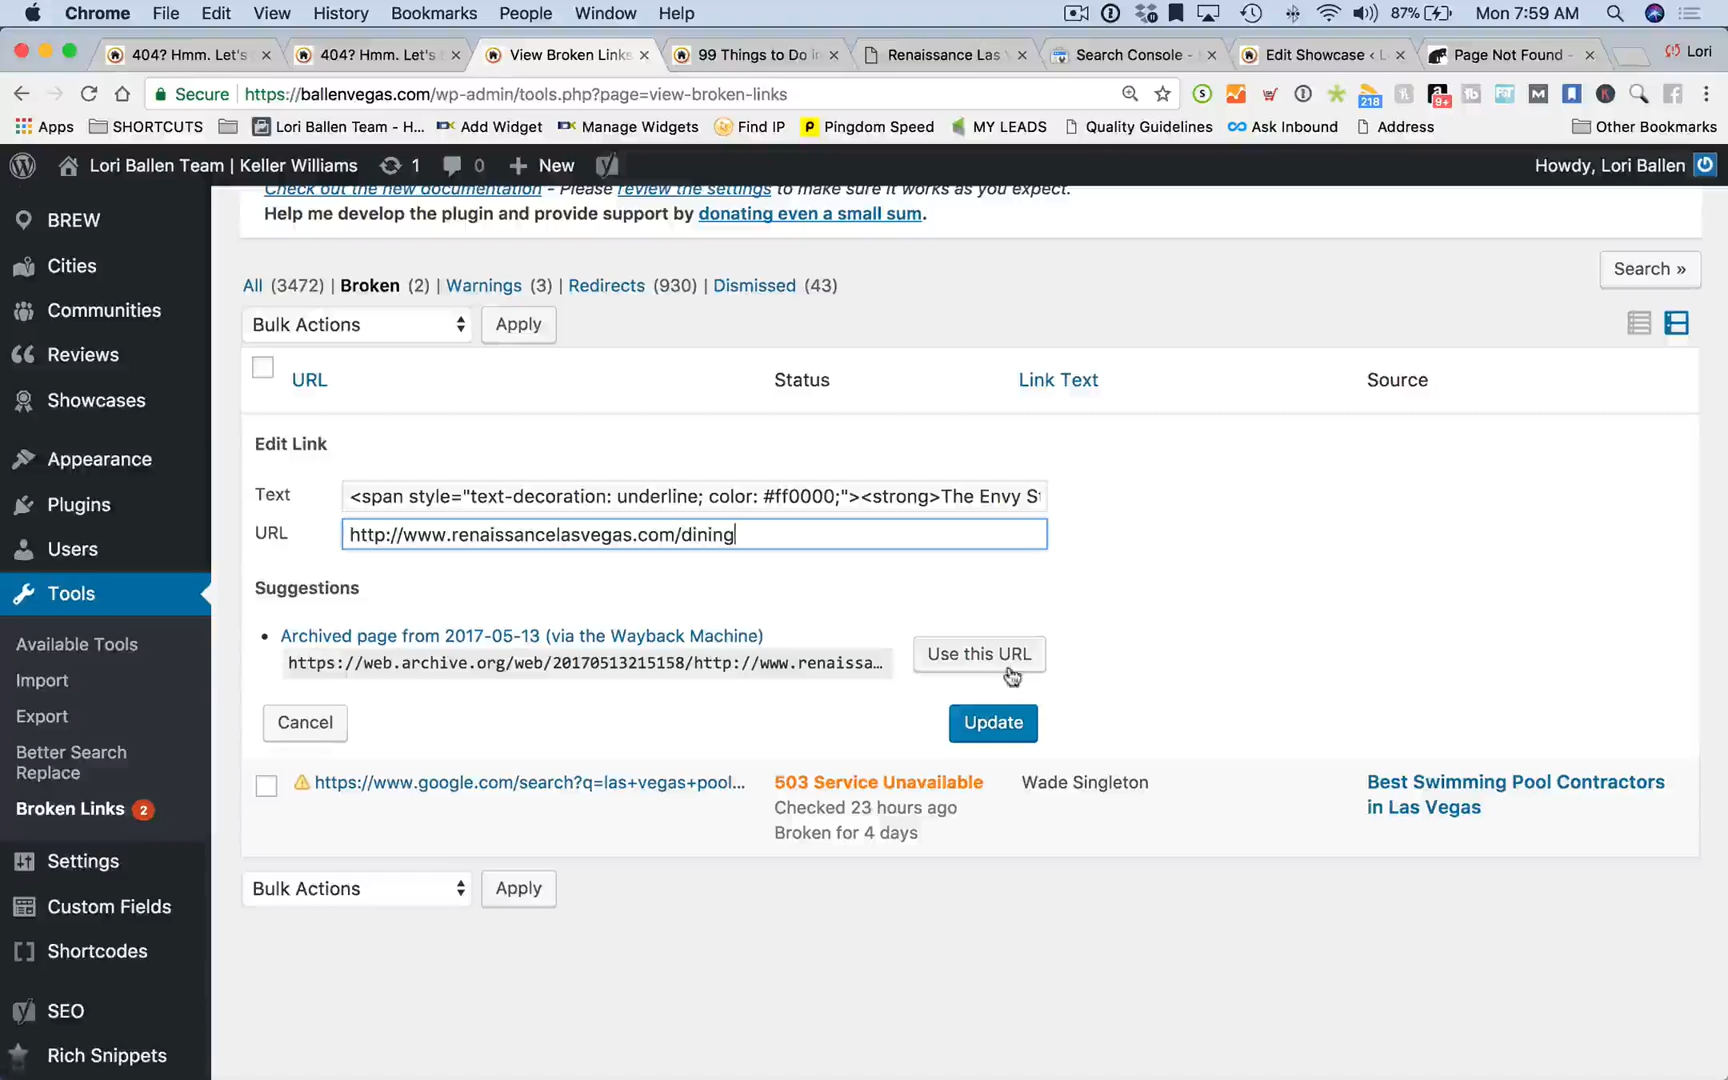 Chrome File Edit View History Bookmarks People Window Help 87% Mon 7:59 AM
404? Hmm. Let's 404? Hmm. Let's View Broken Links 99 Things to Do in Renaissance Las V Search Console - Edit Showcase ‹ L Page Not Found - Lori
Secure https://ballenvegas.com/wp-admin/tools.php?page=view-broken-links 218 9+
Apps SHORTCUTS Lori Ballen Team - H... Add Widget Manage Widgets Find IP Pingdom Speed MY LEADS Quality Guidelines Ask Inbound Address Other Bookmarks
Lori Ballen Team | Keller Williams 1 0 + New Howdy, Lori Ballen
Check out the new documentation - Please review the settings to make sure it works as you expect.
Help me develop the plugin and provide support by donating even a small sum.
BREW
Cities
Communities
Reviews
Showcases
Appearance
Plugins
Users
Tools
Available Tools
Import
Export
Better Search
Replace
Broken Links 2
Settings
Custom Fields
Shortcodes
SEO
Rich Snippets
Search »
All (3472) | Broken (2) | Warnings (3) | Redirects (930) | Dismissed (43)
Bulk Actions Apply
URL Status Link Text Source
Edit Link
Text <span style="text-decoration: underline; color: #ff0000;"><strong>The Envy St
URL http://www.renaissancelasvegas.com/dining
Suggestions
• Archived page from 2017-05-13 (via the Wayback Machine)
https://web.archive.org/web/20170513215158/http://www.renaissa… Use this URL
Cancel Update
https://www.google.com/search?q=las+vegas+pool... 503 Service Unavailable Wade Singleton Best Swimming Pool Contractors
Checked 23 hours ago in Las Vegas
Broken for 4 days
Bulk Actions Apply